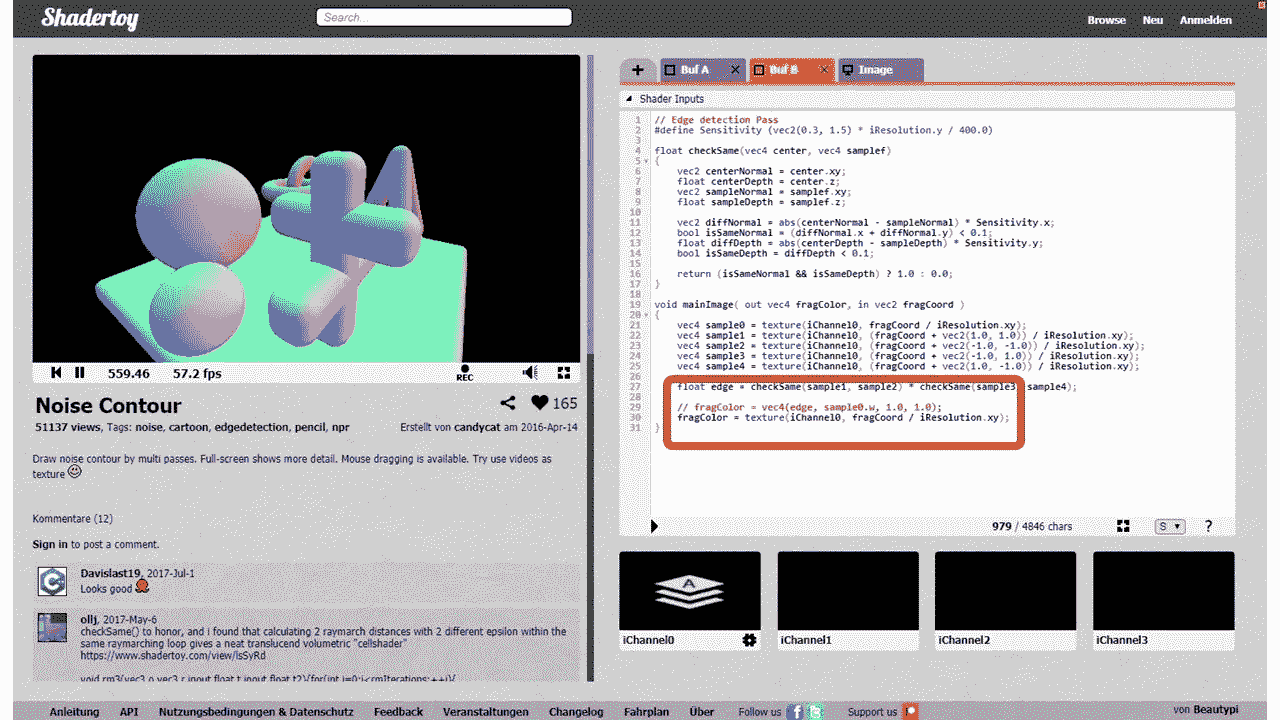 Shadertoy
Search...
Browse Neu Anmelden
559.46 57.2 fps
REC
Noise Contour
165
51137 views, Tags: noise, cartoon, edgedetection, pencil, npr
Erstellt von candycat am 2016-Apr-14
Draw noise contour by multi passes. Full-screen shows more detail. Mouse dragging is available. Try use videos as
texture
Kommentare (12)
Sign in to post a comment.
Davislast19, 2017-Jul-1
Looks good
ollj, 2017-May-6
checkSame() to honor, and i found that calculating 2 raymarch distances with 2 different epsilon within the
same raymarching loop gives a neat translucend volumetric "cellshader"
https://www.shadertoy.com/view/lsSyRd
void rm3(vec3 o,vec3 r,inout float t,inout float t2){for(int i=0;i<rmIterations;++i){
+ Buf A × Buf B × Image
Shader Inputs
1 // Edge detection Pass
2 #define Sensitivity (vec2(0.3, 1.5) * iResolution.y / 400.0)
3
4 float checkSame(vec4 center, vec4 samplef)
5 {
6 vec2 centerNormal = center.xy;
7 float centerDepth = center.z;
8 vec2 sampleNormal = samplef.xy;
9 float sampleDepth = samplef.z;
10
11 vec2 diffNormal = abs(centerNormal - sampleNormal) * Sensitivity.x;
12 bool isSameNormal = (diffNormal.x + diffNormal.y) < 0.1;
13 float diffDepth = abs(centerDepth - sampleDepth) * Sensitivity.y;
14 bool isSameDepth = diffDepth < 0.1;
15
16 return (isSameNormal && isSameDepth) ? 1.0 : 0.0;
17 }
18
19 void mainImage( out vec4 fragColor, in vec2 fragCoord )
20 {
21 vec4 sample0 = texture(iChannel0, fragCoord / iResolution.xy);
22 vec4 sample1 = texture(iChannel0, (fragCoord + vec2(1.0, 1.0)) / iResolution.xy);
23 vec4 sample2 = texture(iChannel0, (fragCoord + vec2(-1.0, -1.0)) / iResolution.xy);
24 vec4 sample3 = texture(iChannel0, (fragCoord + vec2(-1.0, 1.0)) / iResolution.xy);
25 vec4 sample4 = texture(iChannel0, (fragCoord + vec2(1.0, -1.0)) / iResolution.xy);
26
27 float edge = checkSame(sample1, sample2) * checkSame(sample3, sample4);
28
29 // fragColor = vec4(edge, sample0.w, 1.0, 1.0);
30 fragColor = texture(iChannel0, fragCoord / iResolution.xy);
31 }
979 / 4846 chars
S
?
A
iChannel0 iChannel1 iChannel2 iChannel3
Anleitung API Nutzungsbedingungen & Datenschutz Feedback Veranstaltungen Changelog Fahrplan Über Follow us Support us von Beautypi